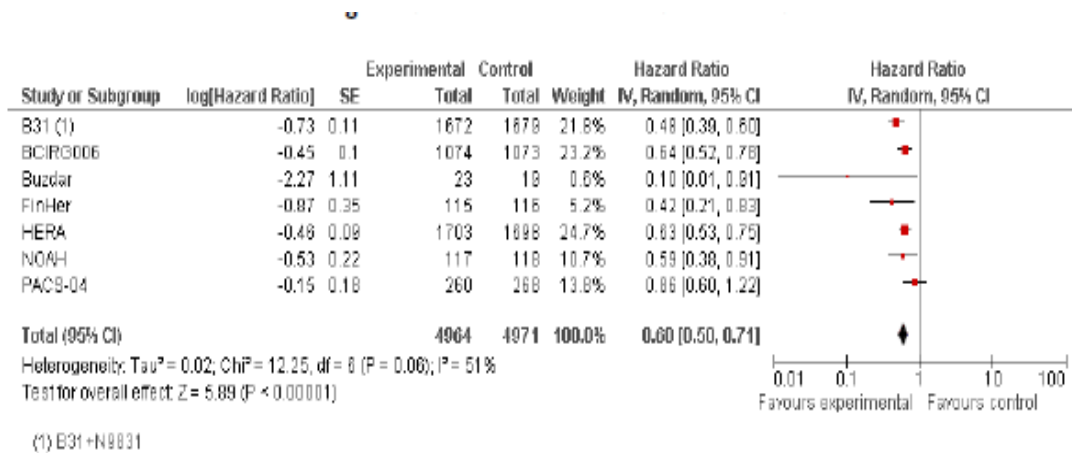 Experimental Control Hazard Ratio Hazard Ratio
Study or Subgroup log[Hazard Ratio] SE Total Total Weight IV, Random, 95% CI IV, Random, 95% CI
B31 (1) -0.73 0.11 1672 1679 21.8% 0.48 [0.39, 0.60]
BCIRG006 -0.45 0.1 1074 1073 23.2% 0.64 [0.52, 0.78]
Buzdar -2.27 1.11 23 19 0.6% 0.10 [0.01, 0.91]
FinHer -0.87 0.35 115 116 5.2% 0.42 [0.21, 0.83]
HERA -0.46 0.09 1703 1698 24.7% 0.63 [0.53, 0.75]
NOAH -0.53 0.22 117 118 10.7% 0.59 [0.38, 0.91]
PACS-04 -0.15 0.18 260 268 13.8% 0.86 [0.60, 1.22]
Total (95% CI) 4964 4971 100.0% 0.60 [0.50, 0.71]
Heterogeneity: Tau² = 0.02; Chi² = 12.25, df = 6 (P = 0.06); I² = 51%
Test for overall effect: Z = 5.89 (P < 0.00001)
0.01 0.1 1 10 100
Favours experimental Favours control
(1) B31+N9831